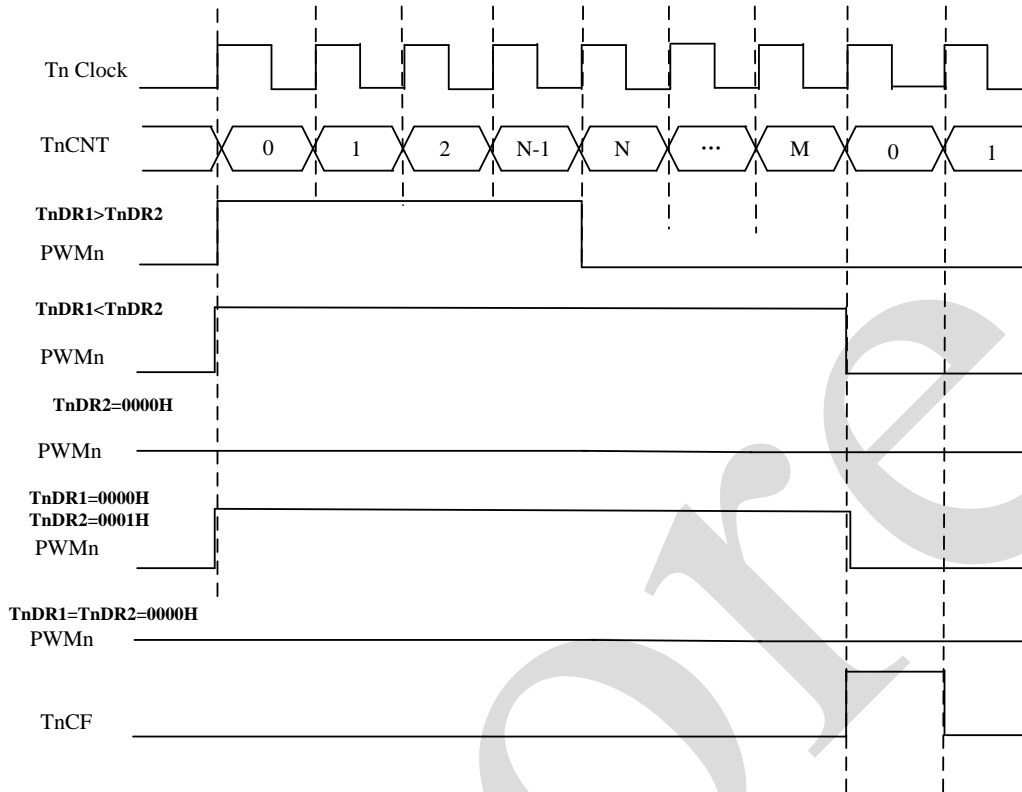 Tn Clock
TnCNT 0 1 2 N-1 N ... M 0 1
TnDR1>TnDR2
PWMn
TnDR1<TnDR2
PWMn
TnDR2=0000H
PWMn
TnDR1=0000H
TnDR2=0001H
PWMn
TnDR1=TnDR2=0000H
PWMn
TnCF
ore